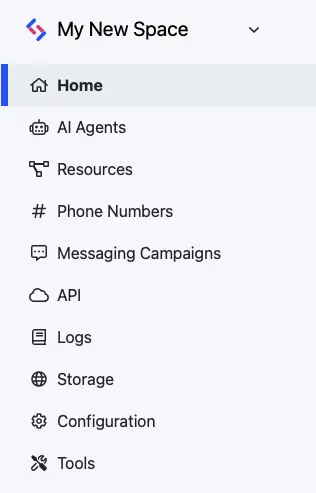 My New Space
Home
AI Agents
Resources
Phone Numbers
Messaging Campaigns
API
Logs
Storage
Configuration
Tools